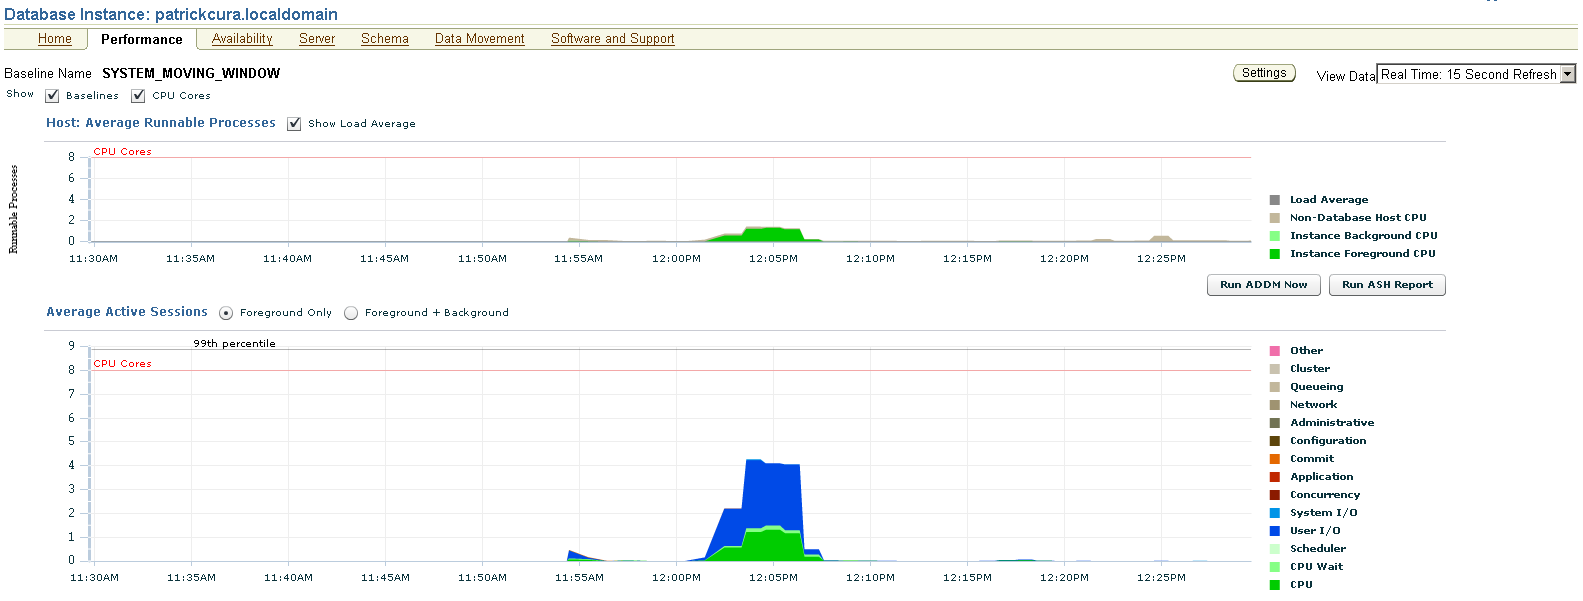 Database Instance: patrickcura.localdomain
Home Performance Availability Server Schema Data Movement Software and Support
Baseline Name SYSTEM_MOVING_WINDOW Settings View Data Real Time: 15 Second Refresh
Show Baselines CPU Cores
Host: Average Runnable Processes Show Load Average
Runnable Processes
CPU Cores
8
6
4
2
0
11:30AM 11:35AM 11:40AM 11:45AM 11:50AM 11:55AM 12:00PM 12:05PM 12:10PM 12:15PM 12:20PM 12:25PM
Load Average
Non-Database Host CPU
Instance Background CPU
Instance Foreground CPU
Run ADDM Now Run ASH Report
Average Active Sessions Foreground Only Foreground + Background
99th percentile
CPU Cores
9
8
7
6
5
4
3
2
1
0
11:30AM 11:35AM 11:40AM 11:45AM 11:50AM 11:55AM 12:00PM 12:05PM 12:10PM 12:15PM 12:20PM 12:25PM
Other
Cluster
Queueing
Network
Administrative
Configuration
Commit
Application
Concurrency
System I/O
User I/O
Scheduler
CPU Wait
CPU